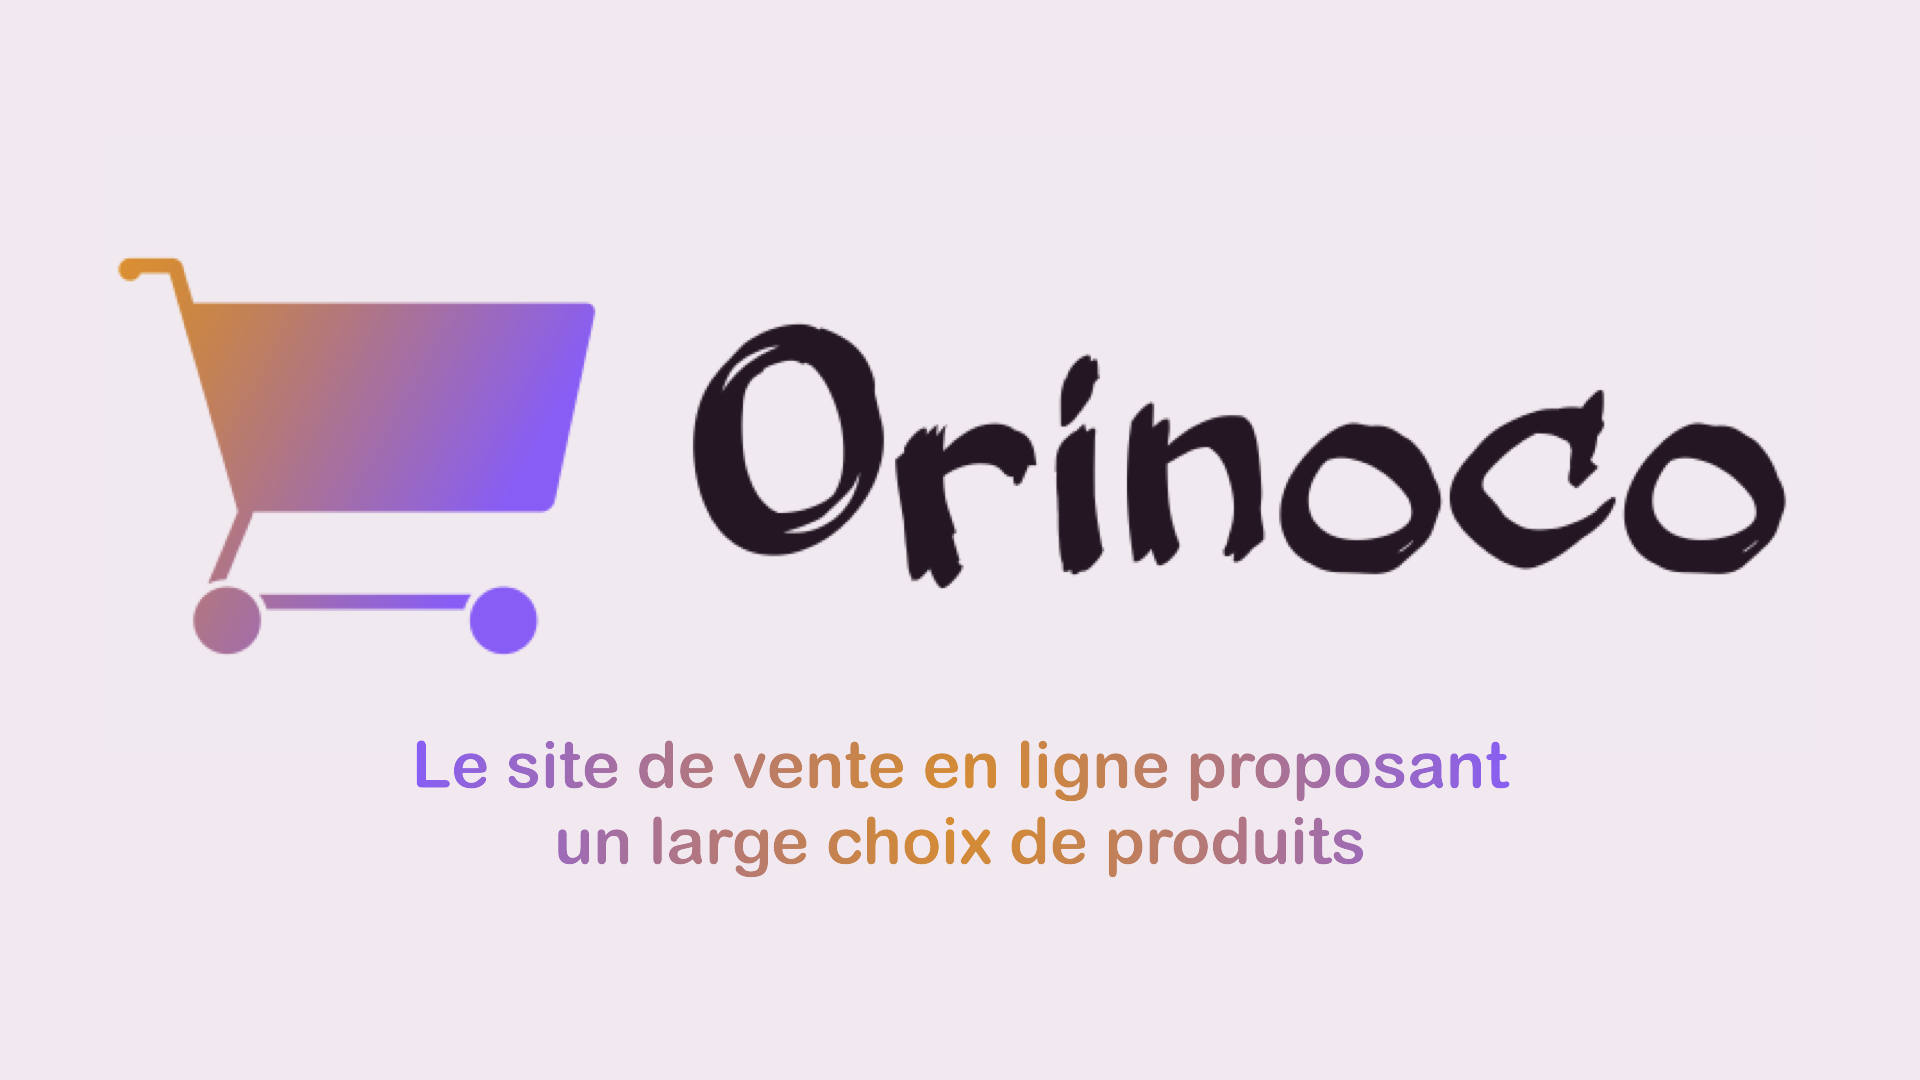 Orinoco
Le site de vente en ligne proposant
un large choix de produits